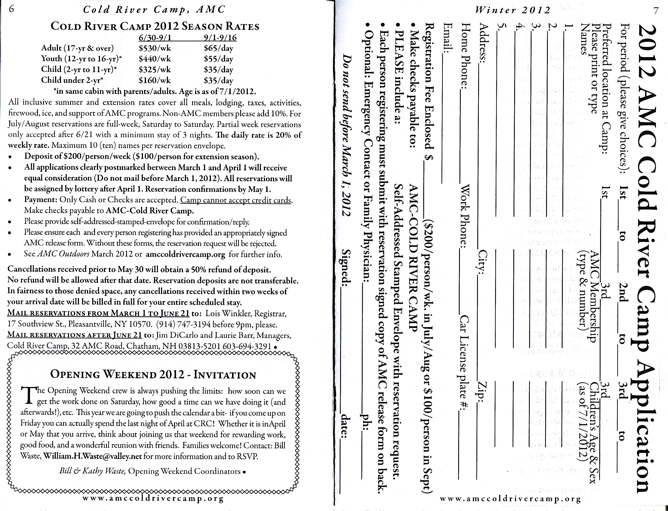 6
Cold River Camp, AMC
COLD RIVER CAMP 2012 SEASON RATES
6/30-9/1 9/1-9/16
Adult (17-yr & over) $530/wk $65/day
Youth (12-yr to 16-yr)* $440/wk $55/day
Child (2-yr to 11-yr)* $325/wk $35/day
Child under 2-yr* $160/wk $35/day
*in same cabin with parents/adults. Age is as of 7/1/2012.
All inclusive summer and extension rates cover all meals, lodging, taxes, activities,
firewood, ice, and support of AMC programs. Non-AMC members please add 10%. For
July/August reservations are full-week, Saturday to Saturday. Partial week reservations
only accepted after 6/21 with a minimum stay of 3 nights. The daily rate is 20% of
weekly rate. Maximum 10 (ten) names per reservation envelope.
• Deposit of $200/person/week ($100/person for extension season).
• All applications clearly postmarked between March 1 and April 1 will receive
equal consideration (Do not mail before March 1, 2012). All reservations will
be assigned by lottery after April 1. Reservation confirmations by May 1.
• Payment: Only Cash or Checks are accepted. Camp cannot accept credit cards.
Make checks payable to AMC-Cold River Camp.
• Please provide self-addressed-stamped-envelope for confirmation/reply.
• Please ensure each and every person registering has provided an appropriately signed
AMC release form. Without these forms, the reservation request will be rejected.
• See AMC Outdoors March 2012 or amccoldrivercamp.org for further info.
Cancellations received prior to May 30 will obtain a 50% refund of deposit.
No refund will be allowed after that date. Reservation deposits are not transferable.
In fairness to those denied space, any cancellations received within two weeks of
your arrival date will be billed in full for your entire scheduled stay.
MAIL RESERVATIONS FROM MARCH 1 TO JUNE 21 TO: Lois Winkler, Registrar,
17 Southview St., Pleasantville, NY 10570. (914) 747-3194 before 9pm, please.
MAIL RESERVATIONS AFTER JUNE 21 TO: Jim DiCarlo and Laurie Barr, Managers,
Cold River Camp, 32 AMC Road, Chatham, NH 03813-5201 603-694-3291 •
OPENING WEEKEND 2012 - INVITATION
The Opening Weekend crew is always pushing the limits: how soon can we
get the work done on Saturday, how good a time can we have doing it (and
afterwards!), etc. This year we are going to push the calendar a bit- if you come up on
Friday you can actually spend the last night of April at CRC! Whether it is inApril
or May that you arrive, think about joining us that weekend for rewarding work,
good food, and a wonderful reunion with friends. Families welcome! Contact: Bill
Waste, William.H.Waste@valley.net for more information and to RSVP.
Bill & Kathy Waste, Opening Weekend Coordinators •
www.amccoldrivercamp.org
Winter 2012
7
2012 AMC Cold River Camp Application
For period (please give choices): 1st to 2nd to 3rd to
Preferred location at Camp: 1st 3rd 3rd
Please print or type AMC Membership Children's Age & Sex
Names (type & number) (as of 7/1/2012)
1.
2.
3.
4.
5.
Address: City: Zip:
Home Phone: Work Phone: Car License plate #:
Email:
Registration Fee Enclosed $ ($200/person/wk. in July/Aug or $100/person in Sept)
• Make checks payable to: AMC-COLD RIVER CAMP
• PLEASE include a: Self-Addressed Stamped Envelope with reservation request.
• Each person registering must submit with reservation signed copy of AMC release form on back.
• Optional: Emergency Contact or Family Physician: ph:
Do not send before March 1, 2012 Signed: date:
www.amccoldrivercamp.org